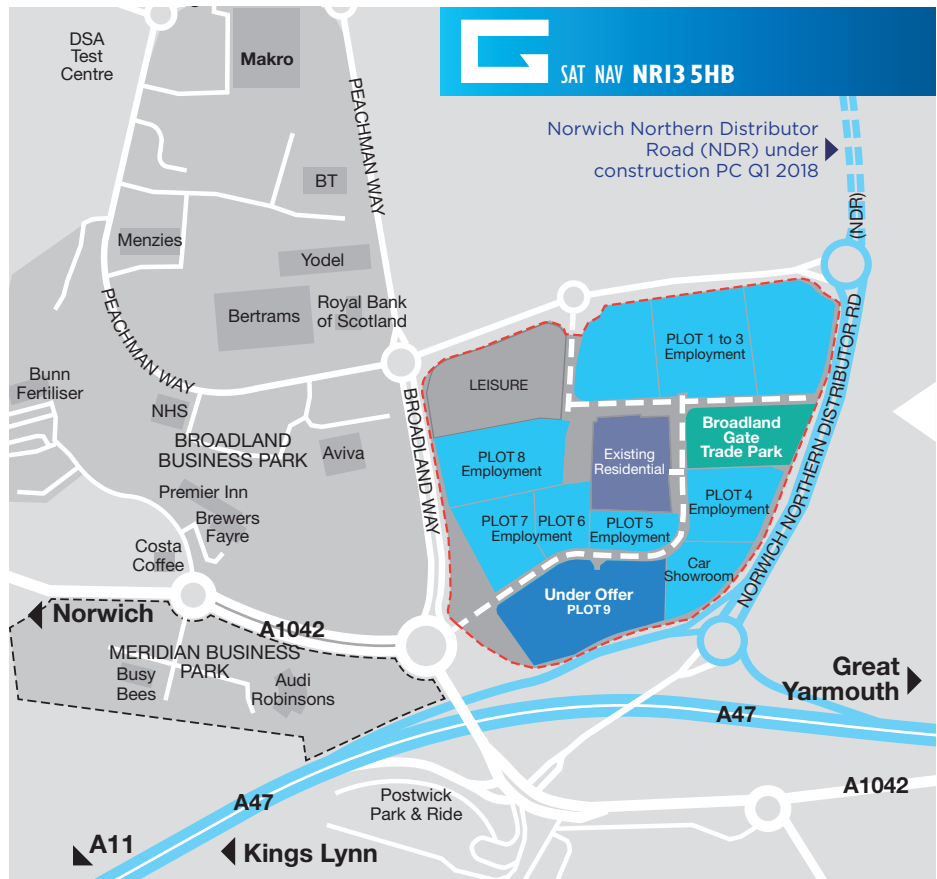 DSA
Test
Centre
Makro
SAT NAV NR13 5HB
PEACHMAN WAY
Norwich Northern Distributor
Road (NDR) under
construction PC Q1 2018
BT
(NDR)
Menzies
Yodel
Bertrams
Royal Bank
of Scotland
PEACHMAN WAY
PLOT 1 to 3
Employment
NORWICH NORTHERN DISTRIBUTOR RD
Bunn
Fertiliser
LEISURE
NHS
BROADLAND
BUSINESS PARK
Aviva
BROADLAND WAY
Broadland
Gate
Trade Park
PLOT 8
Employment
Existing
Residential
Premier Inn
Brewers
Fayre
PLOT 4
Employment
PLOT 7
PLOT 6
Employment
PLOT 5
Employment
Costa
Coffee
Car
Showroom
Under Offer
PLOT 9
Norwich
A1042
MERIDIAN BUSINESS
PARK
Busy
Bees
Audi
Robinsons
Great
Yarmouth
A47
A1042
A47
Postwick
Park & Ride
A11
Kings Lynn